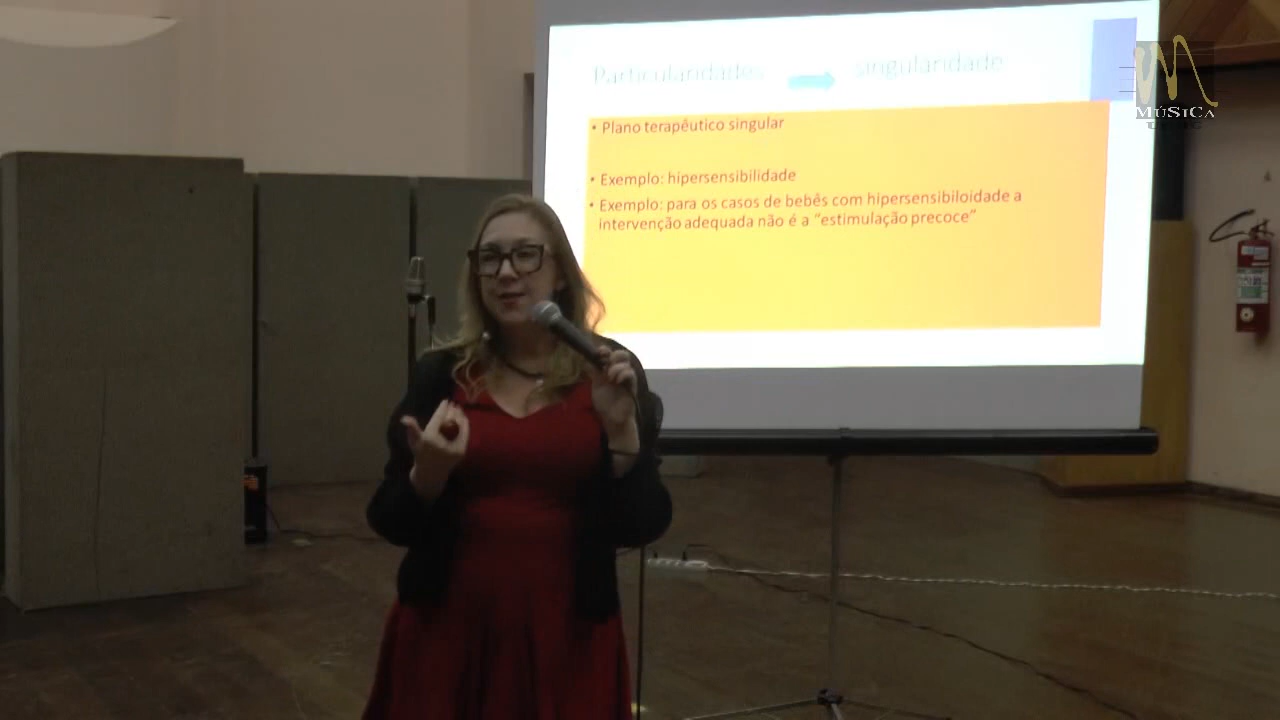 Particularidades singularidade
MÚSICA
• Plano terapêutico singular
• Exemplo: hipersensibilidade
• Exemplo: para os casos de bebês com hipersensibiloidade a
intervenção adequada não é a “estimulação precoce”